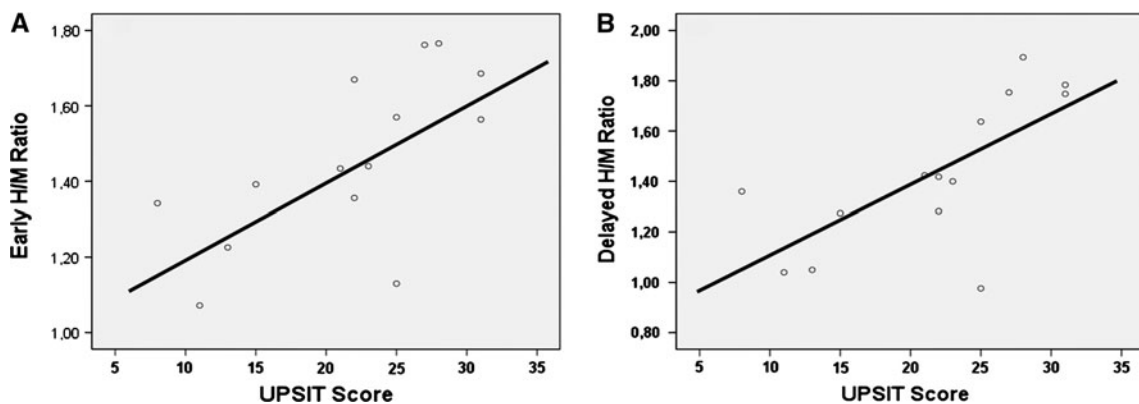 A
Early H/M Ratio
1,80
1,60
1,40
1,20
1,00
5 10 15 20 25 30 35
UPSIT Score
B
Delayed H/M Ratio
2,00
1,80
1,60
1,40
1,20
1,00
0,80
5 10 15 20 25 30 35
UPSIT Score